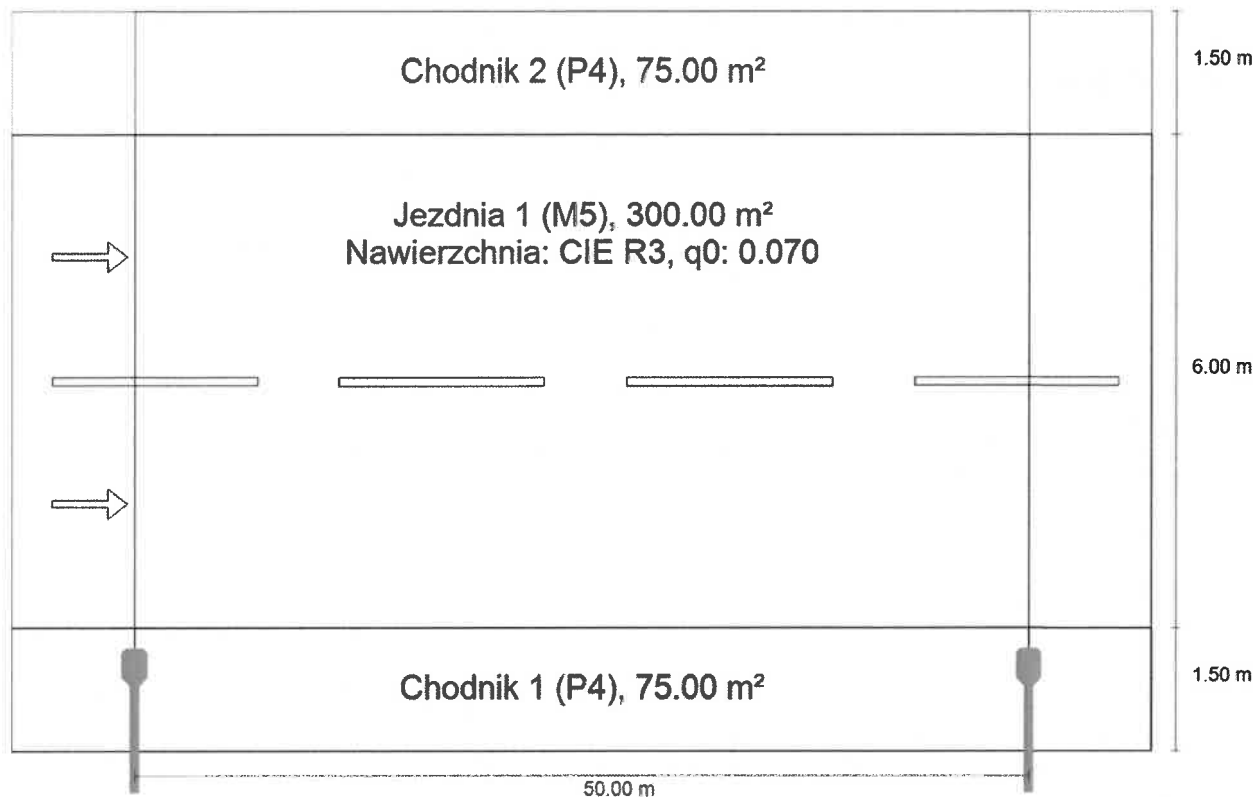 Chodnik 2 (P4), 75.00 m²
1.50 m
Jezdnia 1 (M5), 300.00 m²
Nawierzchnia: CIE R3, q0: 0.070
6.00 m
Chodnik 1 (P4), 75.00 m²
1.50 m
50.00 m